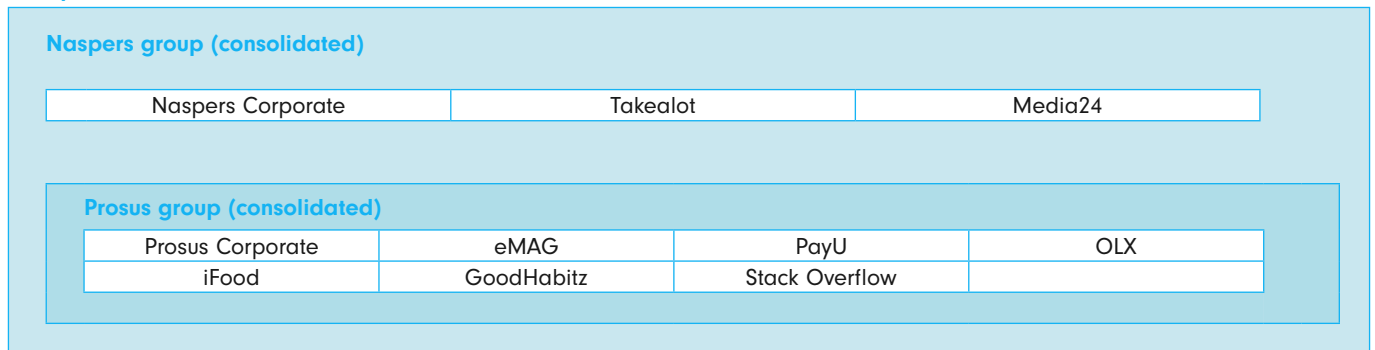 Naspers group (consolidated)
Naspers Corporate Takealot Media24
Prosus group (consolidated)
Prosus Corporate eMAG PayU OLX
iFood GoodHabitz Stack Overflow